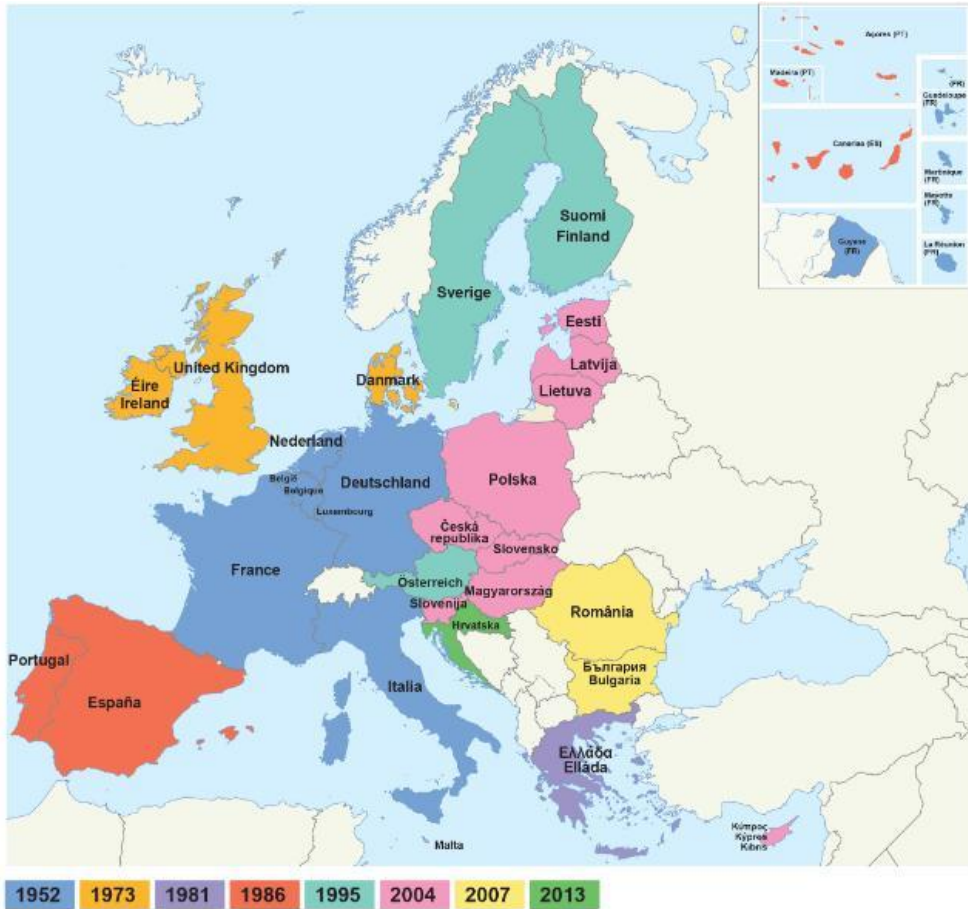 Açores (PT)
Madeira (PT)
(FR)
Guadeloupe
(FR)
Canarias (ES)
Martinique
(FR)
Mayotte
(FR)
Guyane
(FR)
La Réunion
(FR)
Suomi
Finland
Sverige
Eesti
Latvija
Lietuva
United Kingdom
Éire
Ireland
Danmark
Nederland
België
Belgique
Luxembourg
Deutschland
Polska
Česká
republika
Slovensko
France
Österreich
Magyarország
Slovenija
Hrvatska
România
България
Bulgaria
Portugal
España
Italia
Ελλάδα
Elláda
Malta
Κύπρος
Kýpros
Kıbrıs
1952 1973 1981 1986 1995 2004 2007 2013